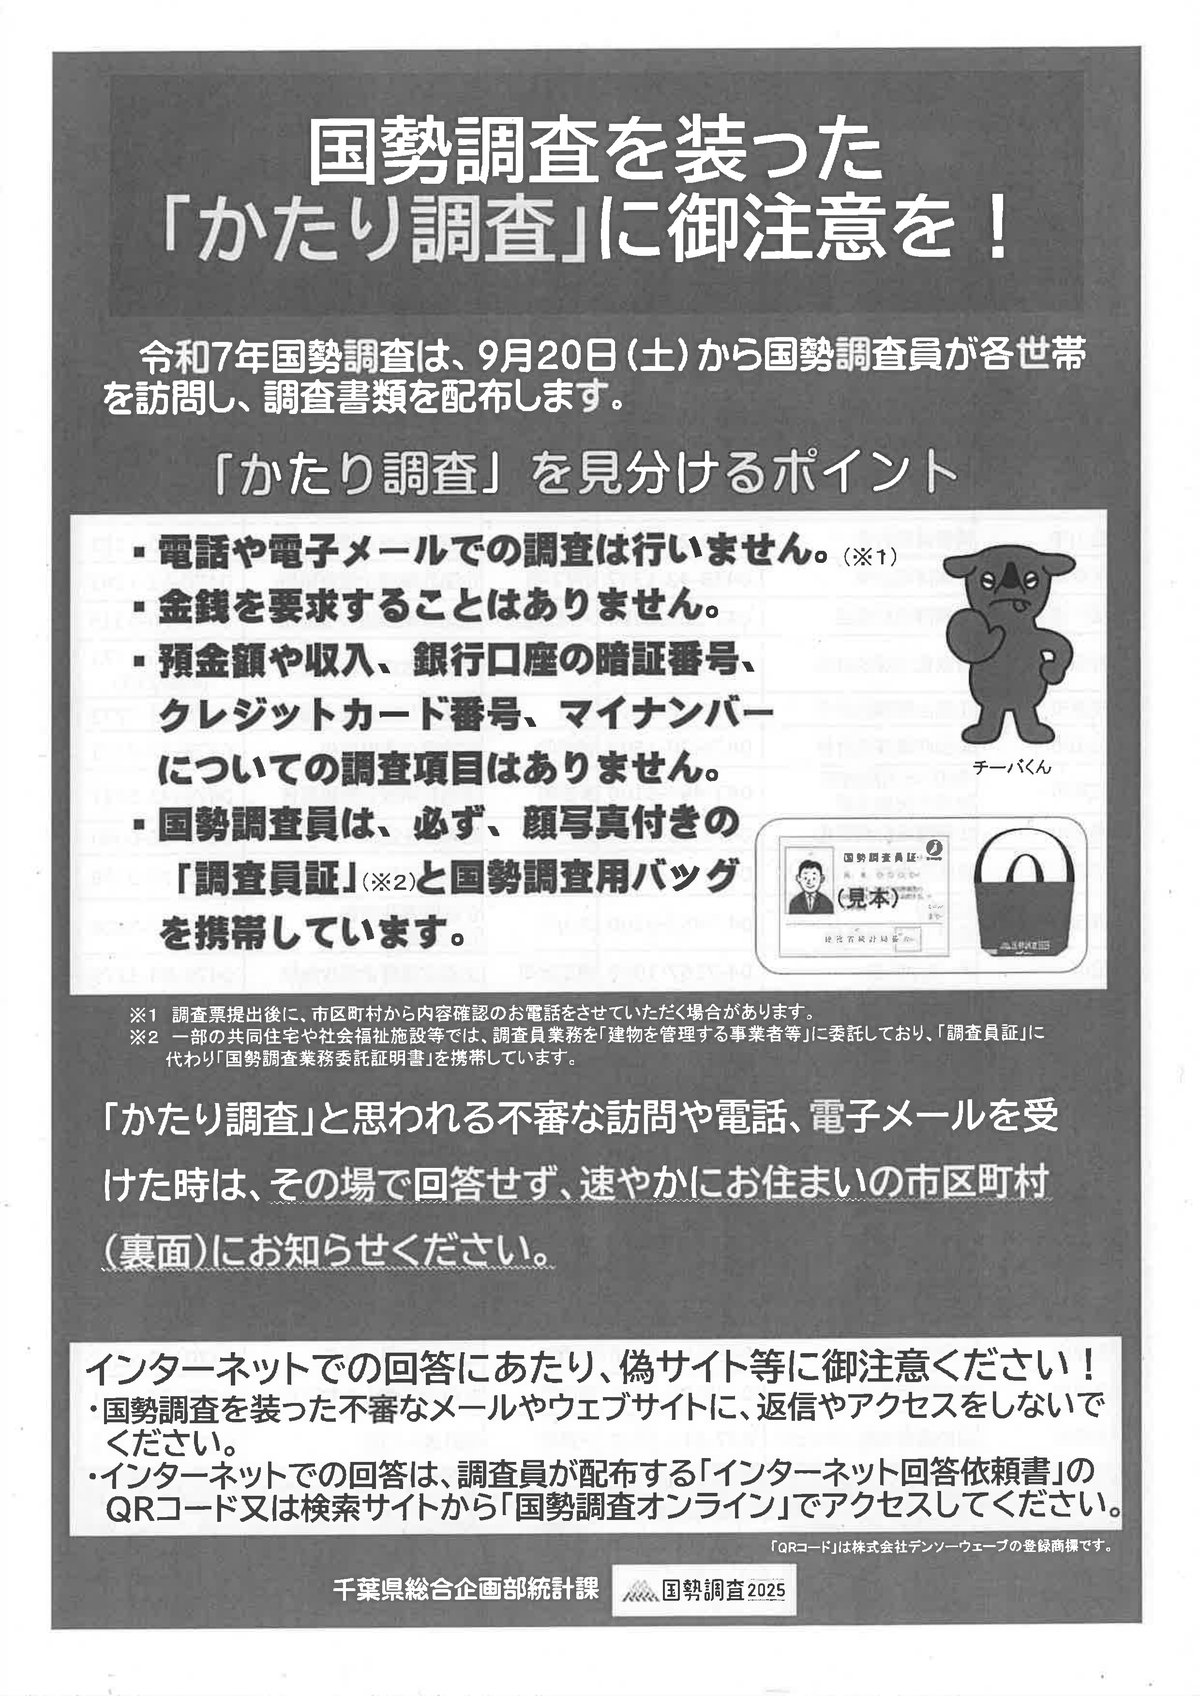 国勢調査を装った
「かたり調査」に御注意を！
令和7年国勢調査は、9月20日（土）から国勢調査員が各世帯
を訪問し、調査書類を配布します。
「かたり調査」を見分けるポイント
▪電話や電子メールでの調査は行いません。（※1）
▪金銭を要求することはありません。
▪預金額や収入、銀行口座の暗証番号、
クレジットカード番号、マイナンバー
についての調査項目はありません。
▪国勢調査員は、必ず、顔写真付きの
「調査員証」（※2）と国勢調査用バッグ
を携帯しています。
チーバくん
国勢調査員証
（見本）
※1　調査票提出後に、市区町村から内容確認のお電話をさせていただく場合があります。
※2　一部の共同住宅や社会福祉施設等では、調査員業務を「建物を管理する事業者等」に委託しており、「調査員証」に
代わり「国勢調査業務委託証明書」を携帯しています。
「かたり調査」と思われる不審な訪問や電話、電子メールを受
けた時は、その場で回答せず、速やかにお住まいの市区町村
（裏面）にお知らせください。
インターネットでの回答にあたり、偽サイト等に御注意ください！
・国勢調査を装った不審なメールやウェブサイトに、返信やアクセスをしないで
ください。
・インターネットでの回答は、調査員が配布する「インターネット回答依頼書」の
QRコード又は検索サイトから「国勢調査オンライン」でアクセスしてください。
「QRコード」は株式会社デンソーウェーブの登録商標です。
千葉県総合企画部統計課
国勢調査2025